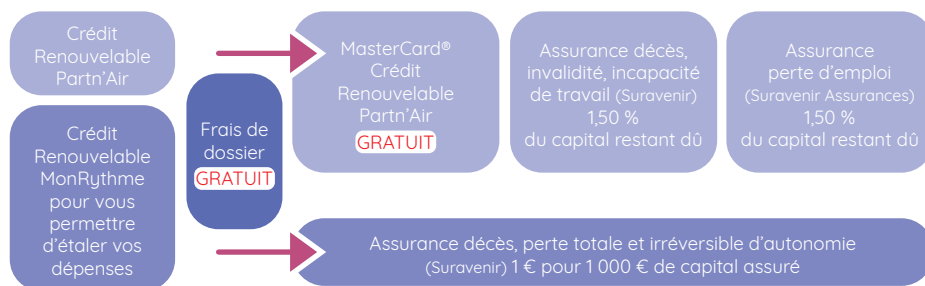 Crédit
Renouvelable
Partn’Air
Crédit
Renouvelable
MonRythme
pour vous
permettre
d’étaler vos
dépenses
Frais de
dossier
GRATUIT
MasterCard®
Crédit
Renouvelable
Partn’Air
GRATUIT
Assurance décès,
invalidité, incapacité
de travail (Suravenir)
1,50 %
du capital restant dû
Assurance
perte d’emploi
(Suravenir Assurances)
1,50 %
du capital restant dû
Assurance décès, perte totale et irréversible d’autonomie
(Suravenir) 1 € pour 1 000 € de capital assuré